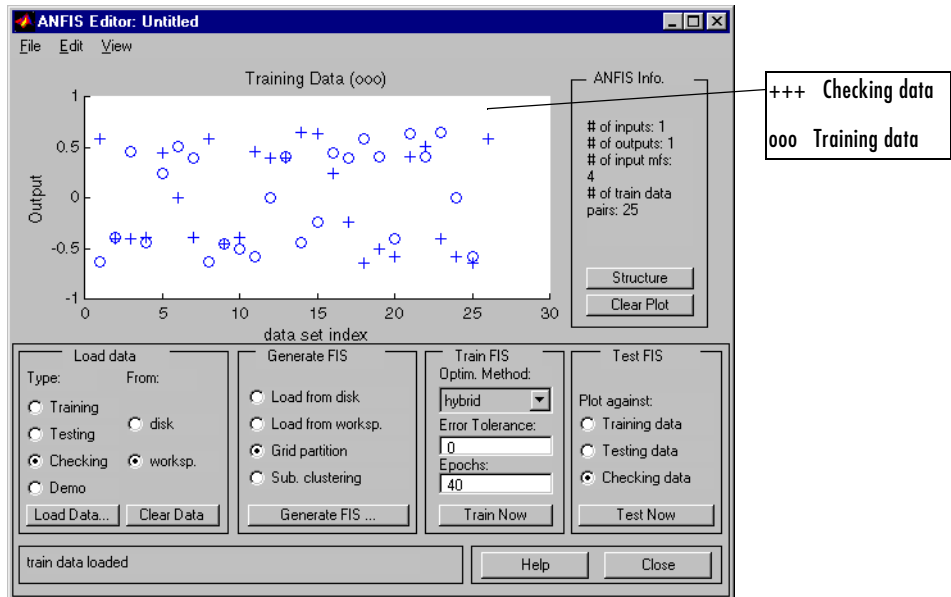 ANFIS Editor: Untitled
File Edit View
Training Data (ooo)
1
0.5
0
-0.5
-1
Output
0 5 10 15 20 25 30
data set index
ANFIS Info.
# of inputs: 1
# of outputs: 1
# of input mfs:
4
# of train data
pairs: 25
Structure
Clear Plot
+++ Checking data
ooo Training data
Load data
Type: From:
Training
Testing
Checking
Demo
disk
worksp.
Load Data... Clear Data
Generate FIS
Load from disk
Load from worksp.
Grid partition
Sub. clustering
Generate FIS ...
Train FIS
Optim. Method:
hybrid
Error Tolerance:
0
Epochs:
40
Train Now
Test FIS
Plot against:
Training data
Testing data
Checking data
Test Now
train data loaded
Help Close